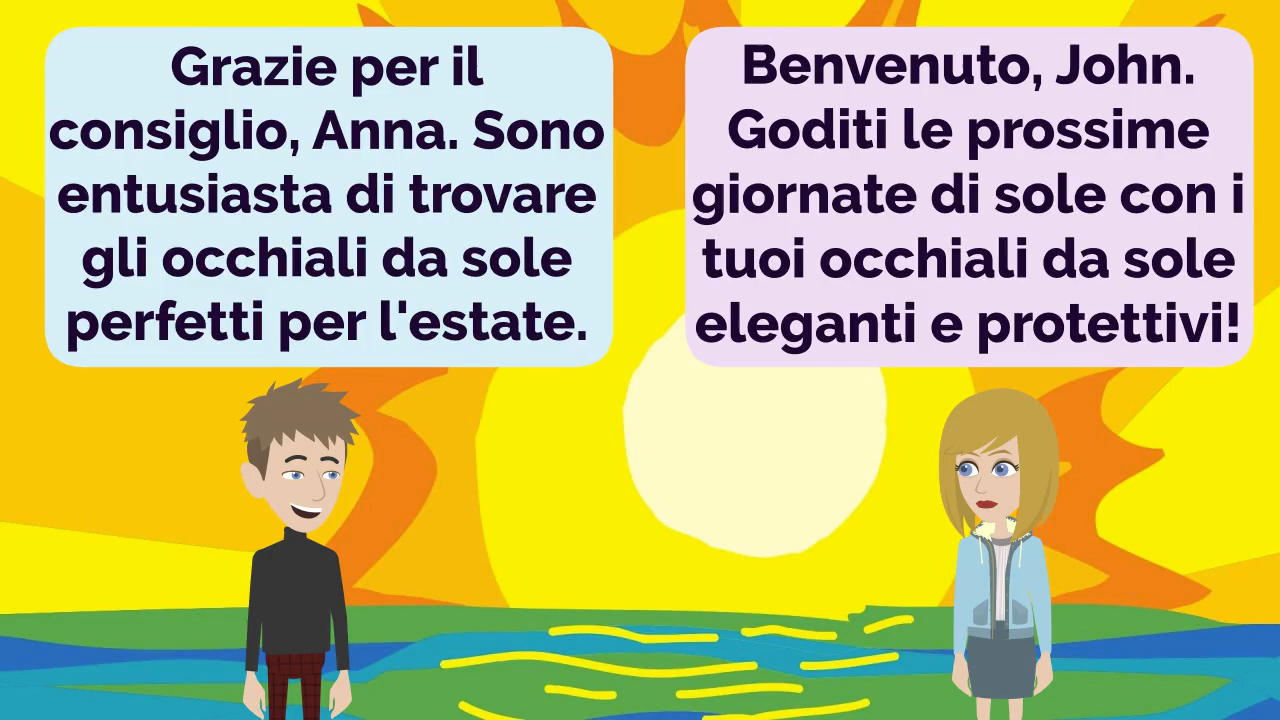 Grazie per il
consiglio, Anna. Sono
entusiasta di trovare
gli occhiali da sole
perfetti per l'estate.
Benvenuto, John.
Goditi le prossime
giornate di sole con i
tuoi occhiali da sole
eleganti e protettivi!